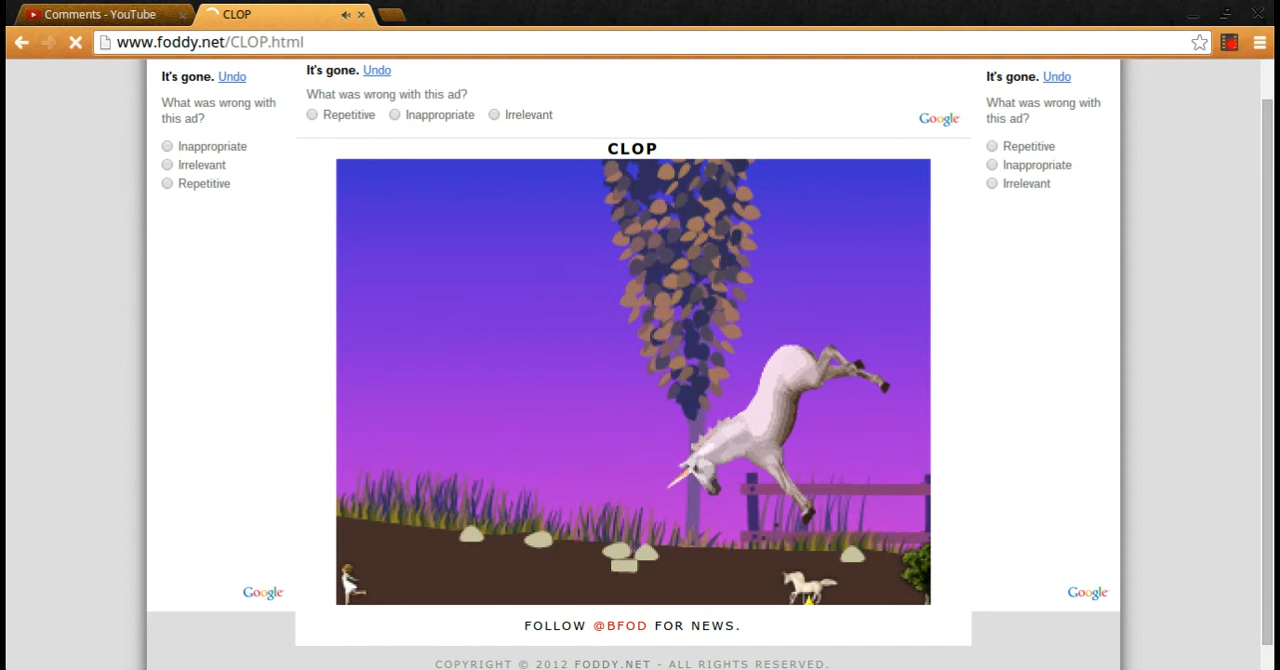 Comments - YouTube
CLOP
www.foddy.net/CLOP.html
It's gone. Undo
What was wrong with
this ad?
Inappropriate
Irrelevant
Repetitive
Google
It's gone. Undo
What was wrong with this ad?
Repetitive Inappropriate Irrelevant
Google
It's gone. Undo
What was wrong with
this ad?
Repetitive
Inappropriate
Irrelevant
Google
CLOP
FOLLOW @BFOD FOR NEWS.
COPYRIGHT © 2012 FODDY.NET - ALL RIGHTS RESERVED.